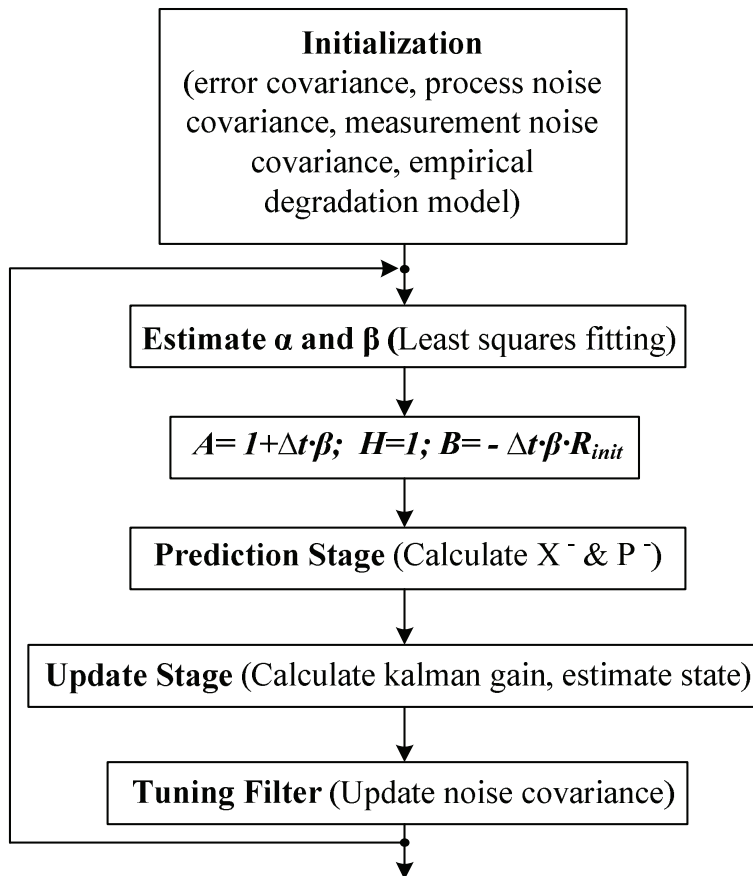 Initialization
(error covariance, process noise
covariance, measurement noise
covariance, empirical
degradation model)
Estimate α and β (Least squares fitting)
A= 1+Δt·β; H=1; B= - Δt·β·R_init
Prediction Stage (Calculate X ⁻ & P ⁻)
Update Stage (Calculate kalman gain, estimate state)
Tuning Filter (Update noise covariance)